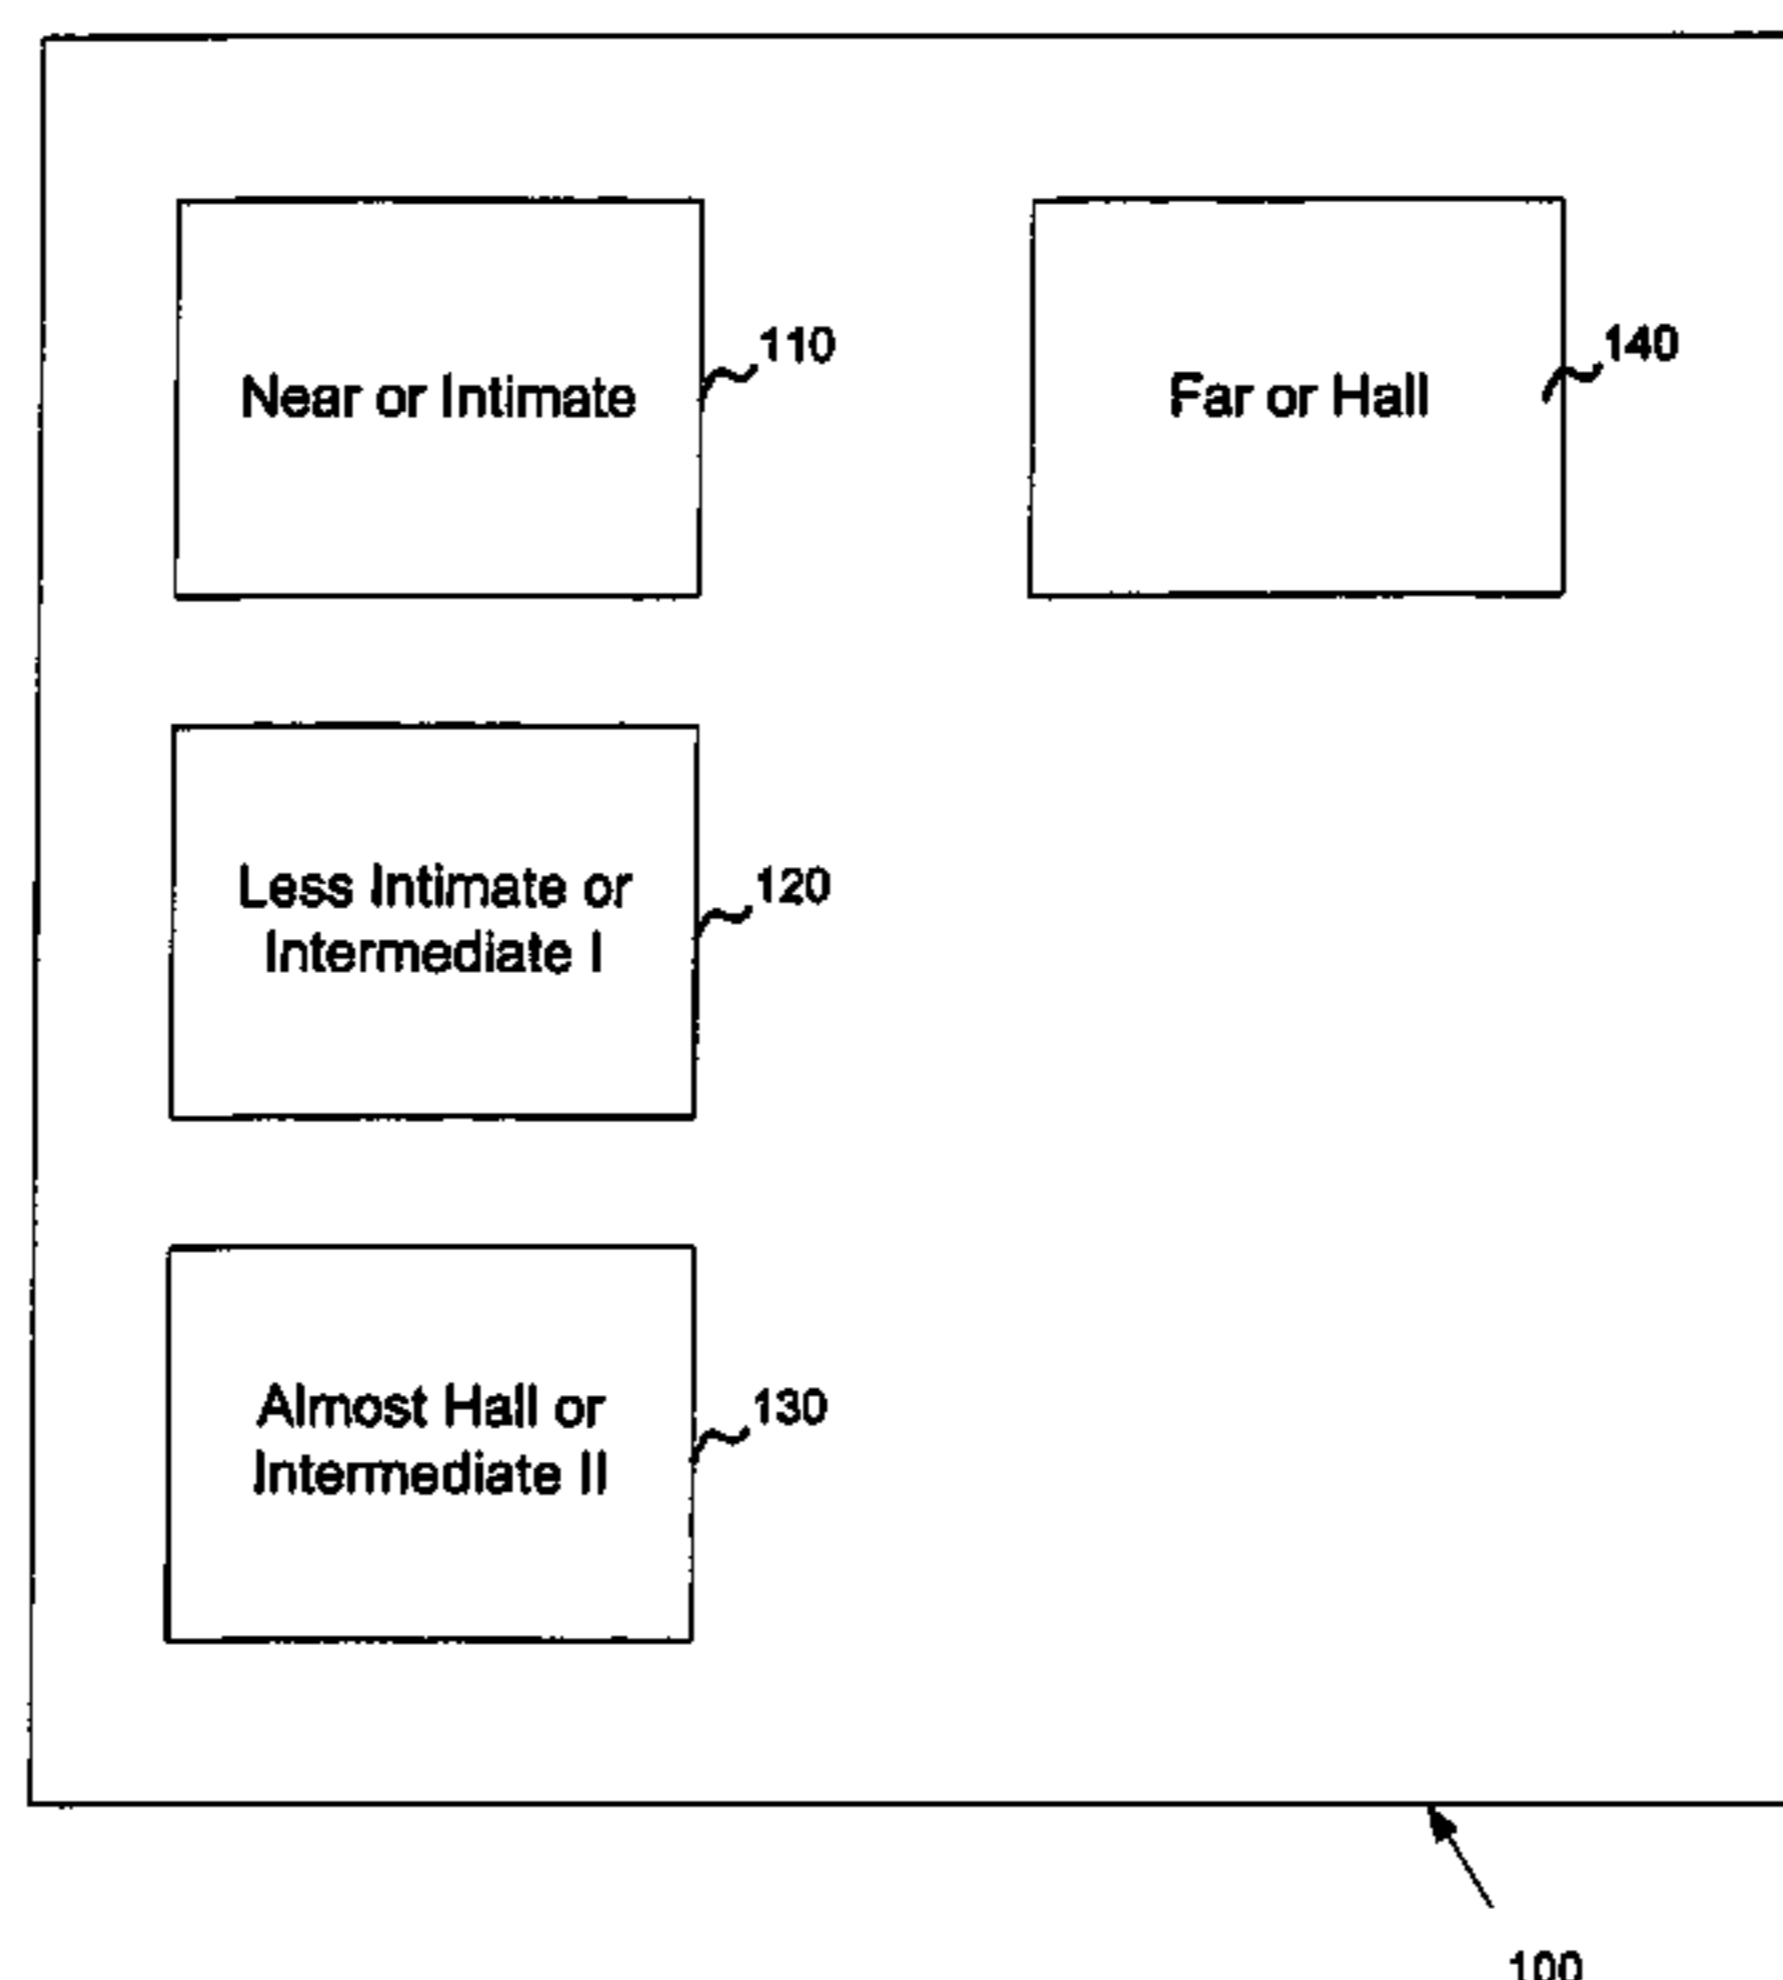 Near or Intimate
110
Far or Hall
140
Less Intimate or
Intermediate I
120
Almost Hall or
Intermediate II
130
100